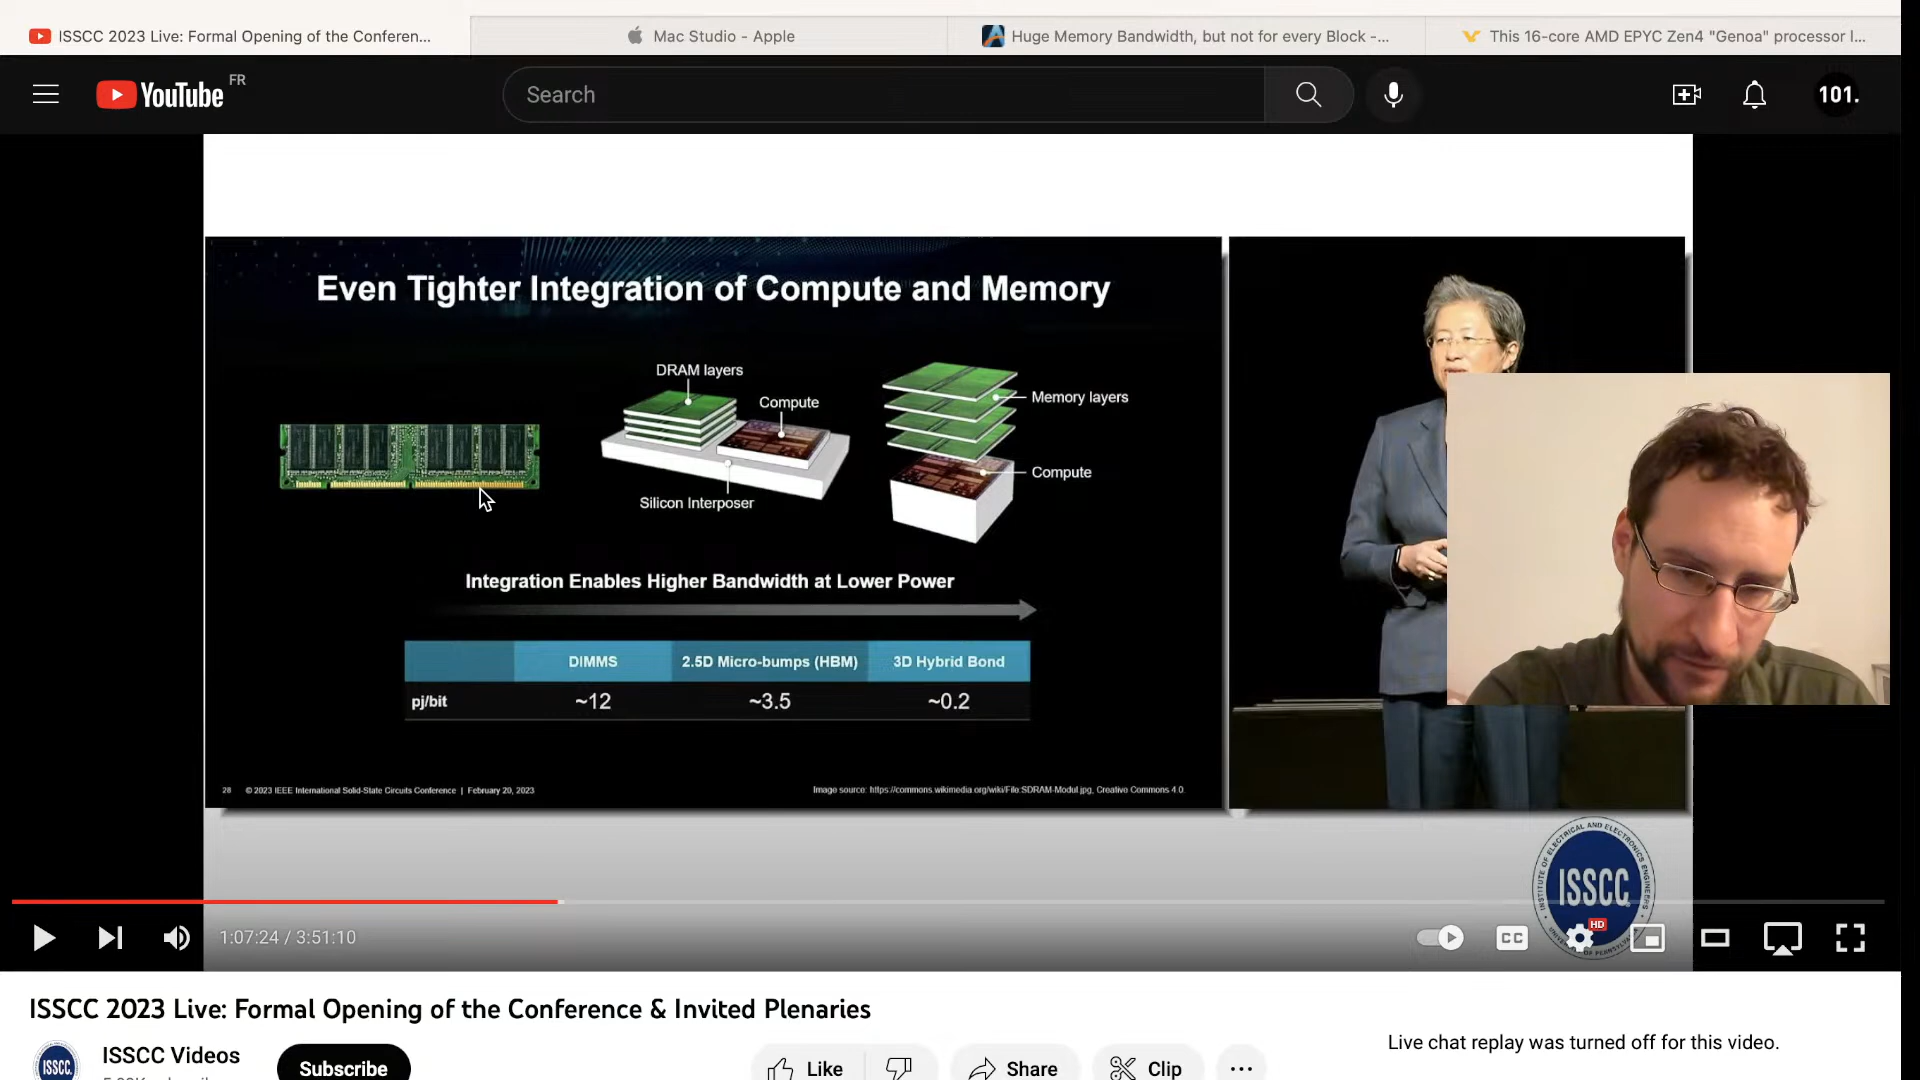 ISSCC 2023 Live: Formal Opening of the Conferen...
Mac Studio - Apple
Huge Memory Bandwidth, but not for every Block -...
This 16-core AMD EPYC Zen4 "Genoa" processor I...
YouTube FR
Search
101.
Even Tighter Integration of Compute and Memory
DRAM layers
Compute
Silicon Interposer
Memory layers
Compute
Integration Enables Higher Bandwidth at Lower Power
DIMMS 2.5D Micro-bumps (HBM) 3D Hybrid Bond
pj/bit ~12 ~3.5 ~0.2
28 © 2023 IEEE International Solid-State Circuits Conference | February 20, 2023
Image source: https://commons.wikimedia.org/wiki/File:SDRAM-Modul.jpg, Creative Commons 4.0.
ISSCC
1:07:24 / 3:51:10
CC
HD
ISSCC 2023 Live: Formal Opening of the Conference & Invited Plenaries
ISSCC
ISSCC Videos
Subscribe
Like
Share
Clip
Live chat replay was turned off for this video.